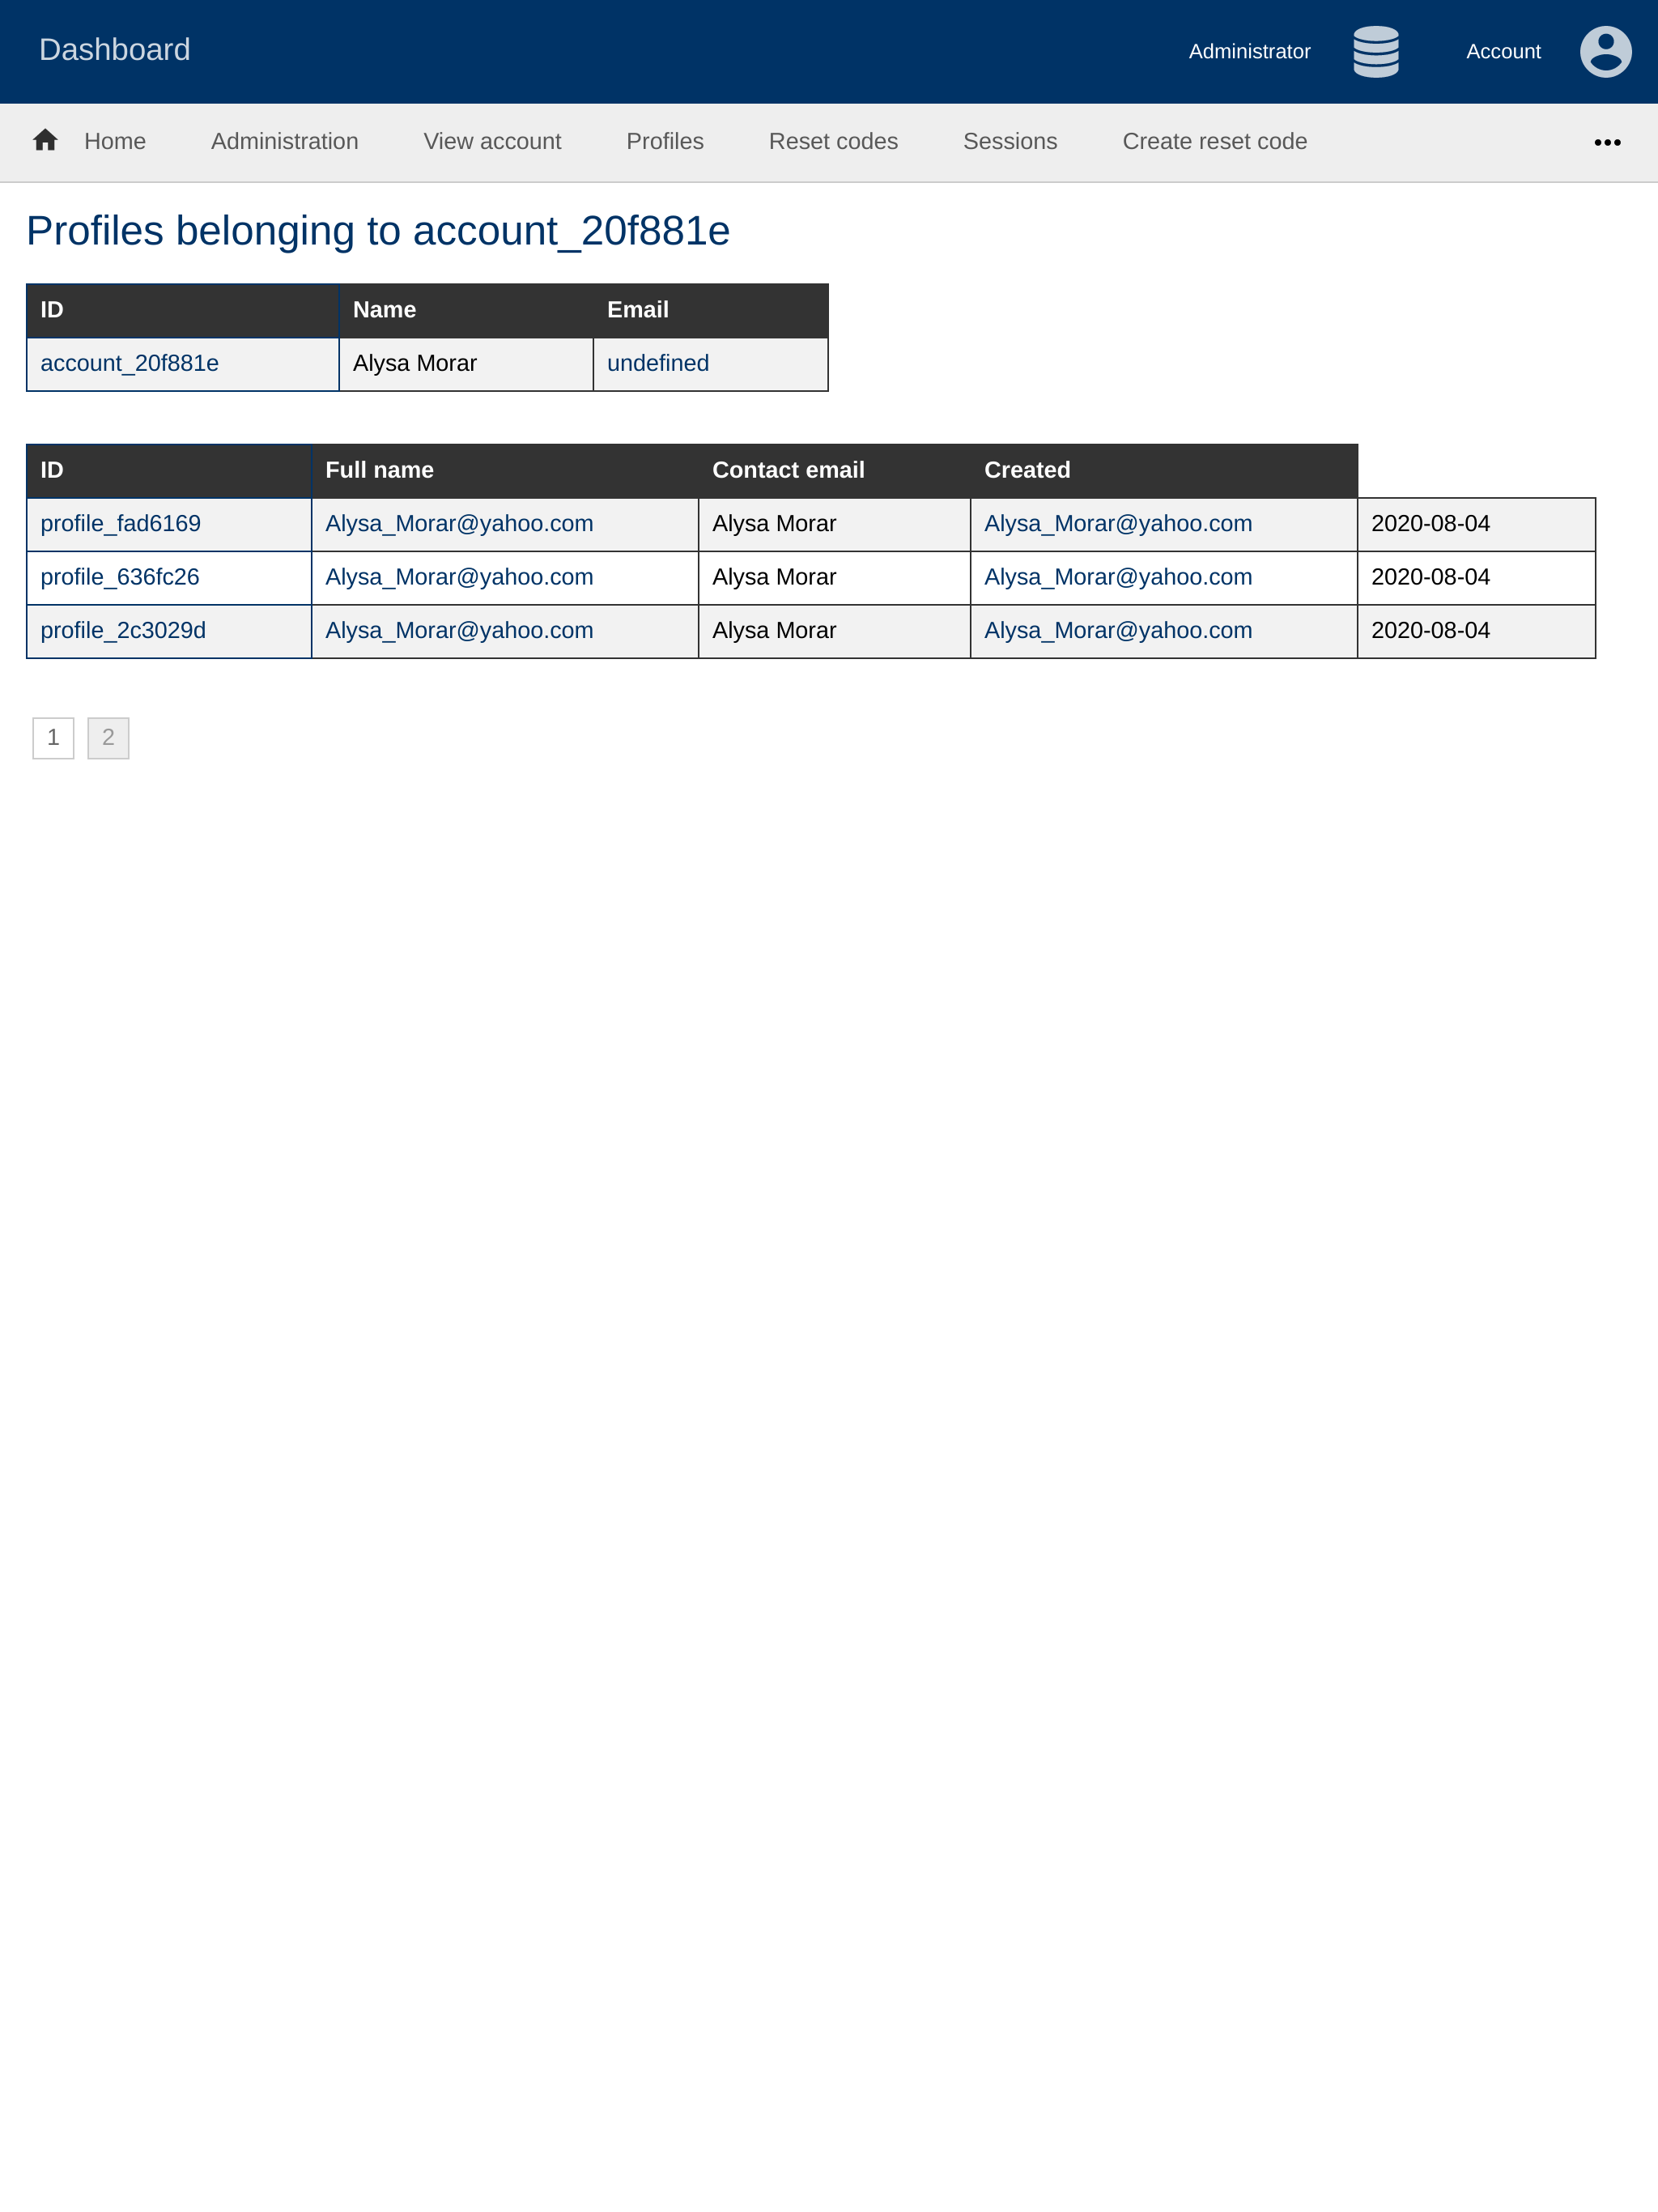 Dashboard Administrator Account
Home Administration View account Profiles Reset codes Sessions Create reset code •••
Profiles belonging to account_20f881e
ID Name Email
account_20f881e Alysa Morar undefined
ID Full name Contact email Created
profile_fad6169 Alysa_Morar@yahoo.com Alysa Morar Alysa_Morar@yahoo.com 2020-08-04
profile_636fc26 Alysa_Morar@yahoo.com Alysa Morar Alysa_Morar@yahoo.com 2020-08-04
profile_2c3029d Alysa_Morar@yahoo.com Alysa Morar Alysa_Morar@yahoo.com 2020-08-04
1 2